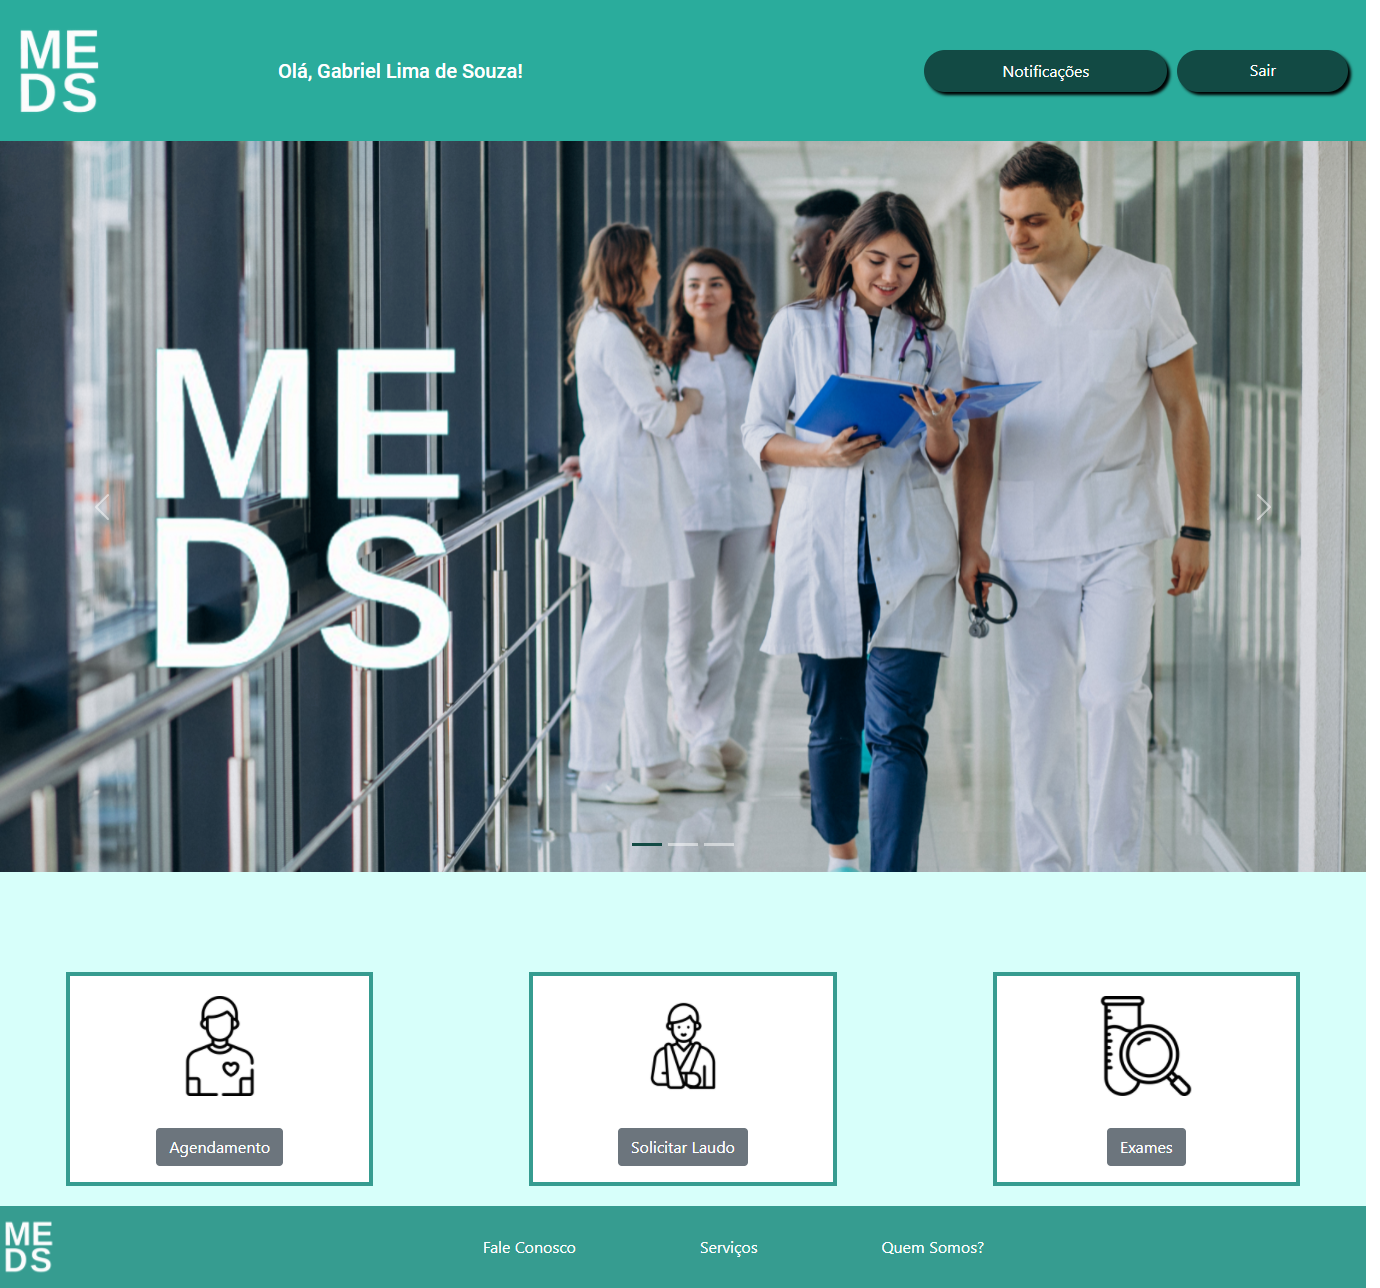 ME
DS
Olá, Gabriel Lima de Souza!
Notificações
Sair
ME
DS
Agendamento
Solicitar Laudo
Exames
ME
DS
Fale Conosco
Serviços
Quem Somos?